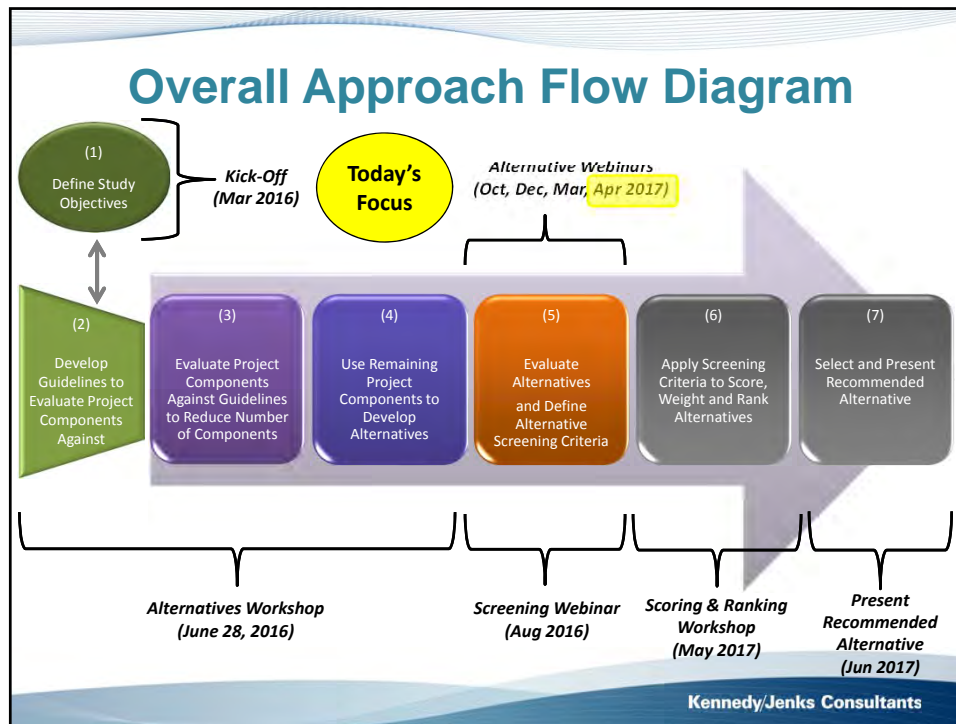 Overall Approach Flow Diagram
(1)
Define Study
Objectives
Kick-Off
(Mar 2016)
Today's
Focus
Alternative Webinars
(Oct, Dec, Mar, Apr 2017)
(2)
Develop
Guidelines to
Evaluate Project
Components
Against
(3)
Evaluate Project
Components
Against Guidelines
to Reduce Number
of Components
(4)
Use Remaining
Project
Components to
Develop
Alternatives
(5)
Evaluate
Alternatives
and Define
Alternative
Screening Criteria
(6)
Apply Screening
Criteria to Score,
Weight and Rank
Alternatives
(7)
Select and Present
Recommended
Alternative
Alternatives Workshop
(June 28, 2016)
Screening Webinar
(Aug 2016)
Scoring & Ranking
Workshop
(May 2017)
Present
Recommended
Alternative
(Jun 2017)
Kennedy/Jenks Consultants